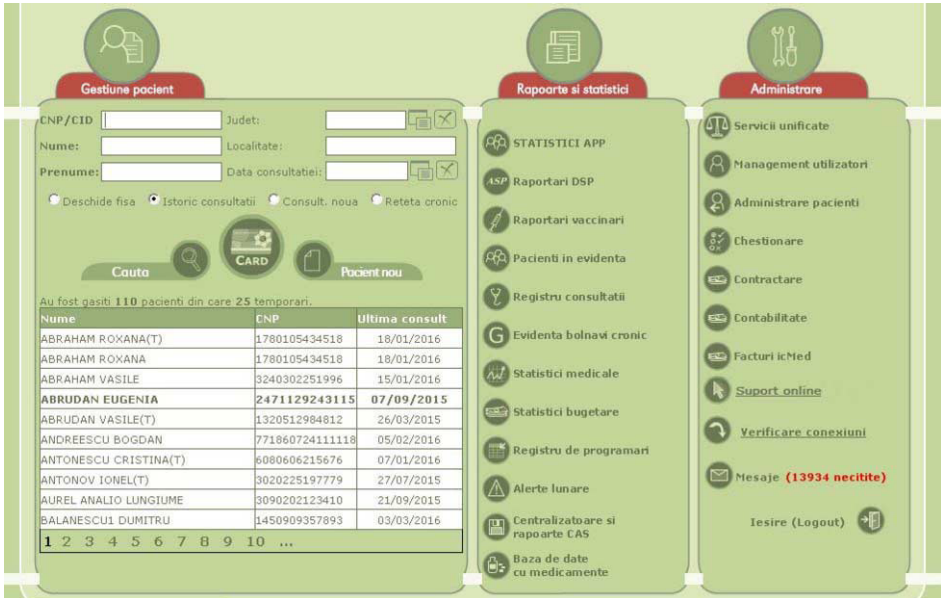 Gestiune pacient
CNP/CID Judet:
Nume: Localitate:
Prenume: Data consultatiei:
Deschide fisa Istoric consultatii Consult. noua Reteta cronic
CARD
Cauta Pacient nou
Au fost gasiti 110 pacienti din care 25 temporari.
Nume CNP Ultima consult
ABRAHAM ROXANA(T) 1780105434518 18/01/2016
ABRAHAM ROXANA 1780105434518 18/01/2016
ABRAHAM VASILE 3240302251996 15/01/2016
ABRUDAN EUGENIA 2471129243115 07/09/2015
ABRUDAN VASILE(T) 1320512984812 26/03/2015
ANDREESCU BOGDAN 771860724111118 05/02/2016
ANTONESCU CRISTINA(T) 6080606215676 07/01/2016
ANTONOV IONEL(T) 3020225197779 27/07/2015
AUREL ANALIO LUNGIUME 3090202123410 21/09/2015
BALANESCU1 DUMITRU 1450909357893 03/03/2016
1 2 3 4 5 6 7 8 9 10 ...
Rapoarte si statistici
STATISTICI APP
ASP Raportari DSP
Raportari vaccinari
Pacienti in evidenta
Registru consultatii
G Evidenta bolnavi cronic
Statistici medicale
Statistici bugetare
Registru de programari
Alerte lunare
Centralizatoare si
rapoarte CAS
Baza de date
cu medicamente
Administrare
Servicii unificate
Management utilizatori
Administrare pacienti
Chestionare
Contractare
Contabilitate
Facturi icMed
Suport online
Verificare conexiuni
Mesaje (13934 necitite)
Iesire (Logout)